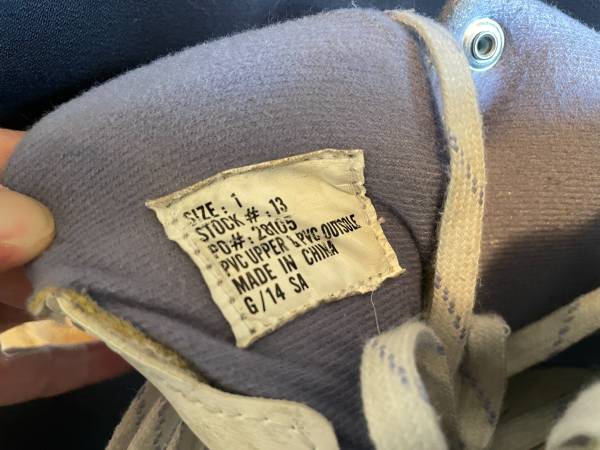 SIZE: 1
STOCK #: 13
PO#: 28105
PVC UPPER & PVC OUTSOLE
MADE IN CHINA
G/14 SA